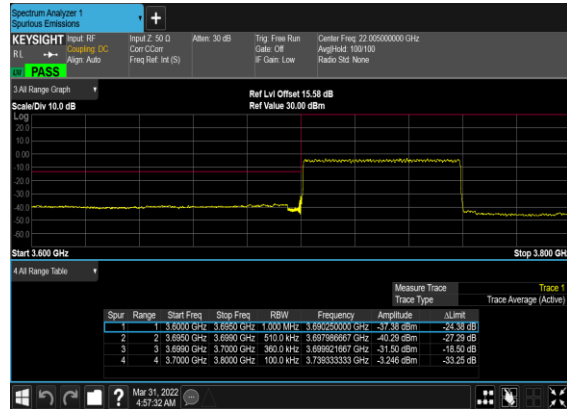 Spectrum Analyzer 1
Spurious Emissions
KEYSIGHT Input: RF Input Z: 50 Ω Atten: 30 dB Trig: Free Run Center Freq: 22.005000000 GHz
RL Coupling: DC Corr CCorr Gate: Off Avg|Hold: 100/100
Align: Auto Freq Ref: Int (S) IF Gain: Low Radio Std: None
PASS
3 All Range Graph
Ref Lvl Offset 15.58 dB
Scale/Div 10.0 dB Ref Value 30.00 dBm
Log
20.0
10.0
0.00
-10.0
-20.0
-30.0
-40.0
-50.0
-60.0
Start 3.600 GHz Stop 3.800 GH
4 All Range Table
Measure Trace Trace 1
Trace Type Trace Average (Active)
Spur Range Start Freq Stop Freq RBW Frequency Amplitude ΔLimit
1 1 3.6000 GHz 3.6950 GHz 1.000 MHz 3.690250000 GHz -37.38 dBm -24.38 dB
2 2 3.6950 GHz 3.6990 GHz 510.0 kHz 3.697986667 GHz -40.29 dBm -27.29 dB
3 3 3.6990 GHz 3.7000 GHz 360.0 kHz 3.699921667 GHz -31.50 dBm -18.50 dB
4 4 3.7000 GHz 3.8000 GHz 100.0 kHz 3.739333333 GHz -3.246 dBm -33.25 dB
? Mar 31, 2022
4:57:32 AM